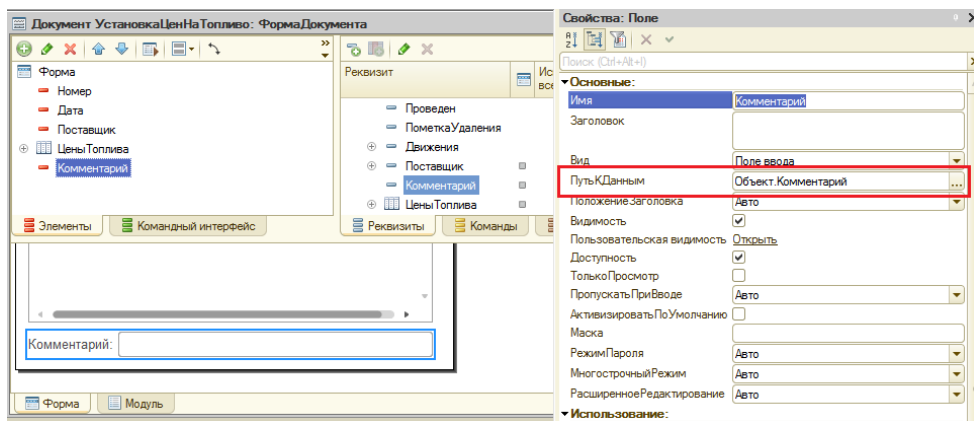 Документ УстановкаЦенНаТопливо: ФормаДокумента
Форма
Номер
Дата
Поставщик
ЦеныТоплива
Комментарий
Элементы
Командный интерфейс
Реквизит
Проведен
ПометкаУдаления
Движения
Поставщик
Комментарий
ЦеныТоплива
Реквизиты
Команды
Комментарий:
Форма
Модуль
Свойства: Поле
Поиск (Ctrl+Alt+I)
Основные:
Имя Комментарий
Заголовок
Вид Поле ввода
ПутьКДанным Объект.Комментарий ...
ПоложениеЗаголовка Авто
Видимость
Пользовательская видимость Открыть
Доступность
ТолькоПросмотр
ПропускатьПриВводе Авто
АктивизироватьПоУмолчанию
Маска
РежимПароля Авто
МногострочныйРежим Авто
РасширенноеРедактирование Авто
Использование: